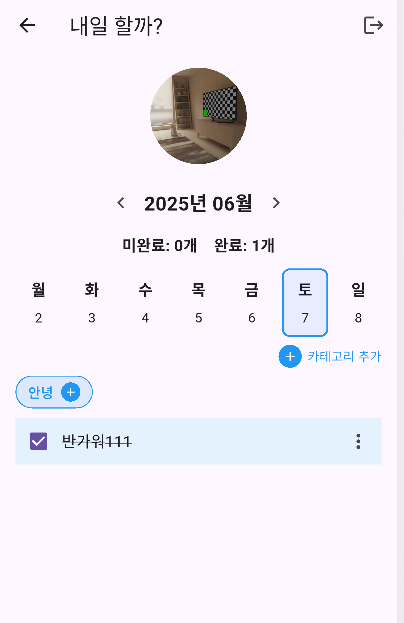 내일 할까?
2025년 06월
미완료: 0개 완료: 1개
월 화 수 목 금 토 일
2 3 4 5 6 7 8
카테고리 추가
안녕
반가워111